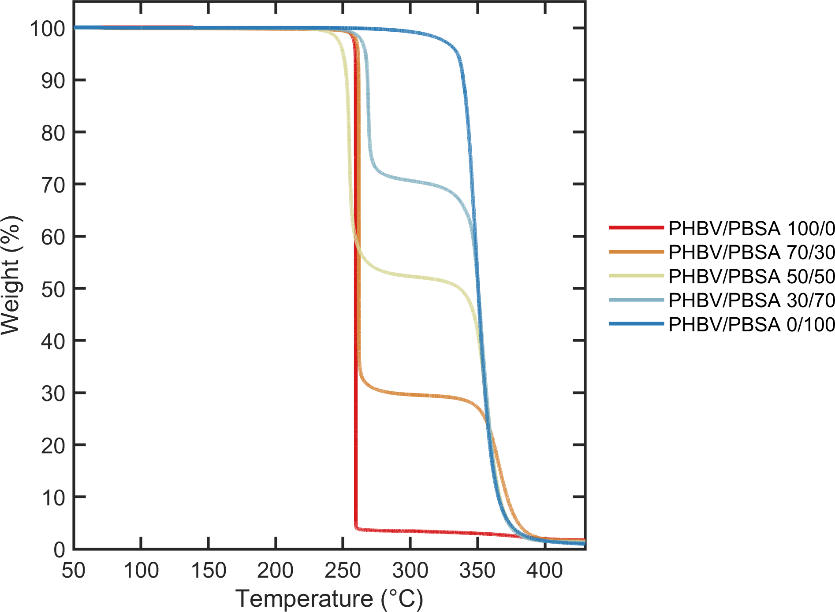 100
90
80
70
60
50
40
30
20
10
0
Weight (%)
50 100 150 200 250 300 350 400
Temperature (°C)
PHBV/PBSA 100/0
PHBV/PBSA 70/30
PHBV/PBSA 50/50
PHBV/PBSA 30/70
PHBV/PBSA 0/100